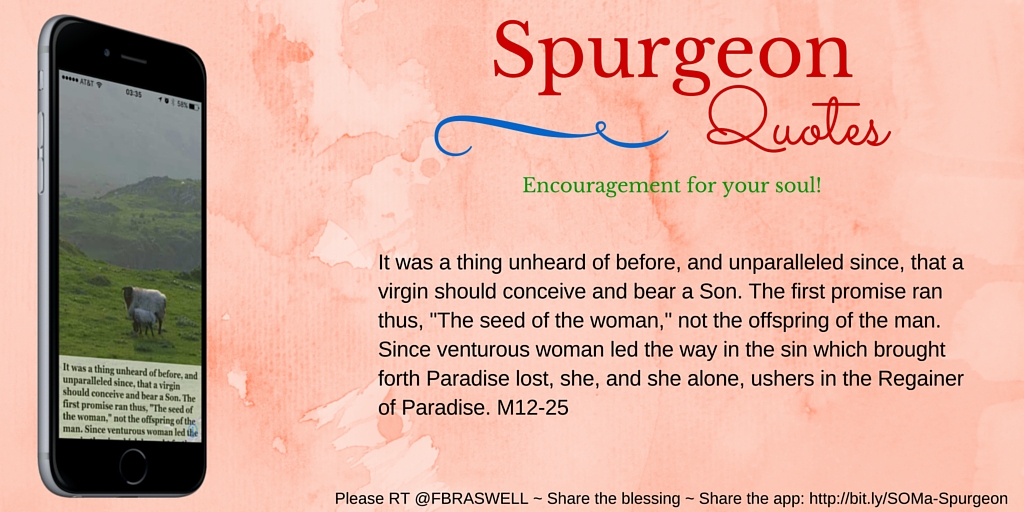 ●●●●● AT&T
03:35
58%
It was a thing unheard of before, and
unparalleled since, that a virgin
should conceive and bear a Son. The
first promise ran thus, "The seed of
the woman," not the offspring of the
man. Since venturous woman led the
Spurgeon
Quotes
Encouragement for your soul!
It was a thing unheard of before, and unparalleled since, that a
virgin should conceive and bear a Son. The first promise ran
thus, "The seed of the woman," not the offspring of the man.
Since venturous woman led the way in the sin which brought
forth Paradise lost, she, and she alone, ushers in the Regainer
of Paradise. M12-25
Please RT @FBRASWELL ~ Share the blessing ~ Share the app: http://bit.ly/SOMa-Spurgeon